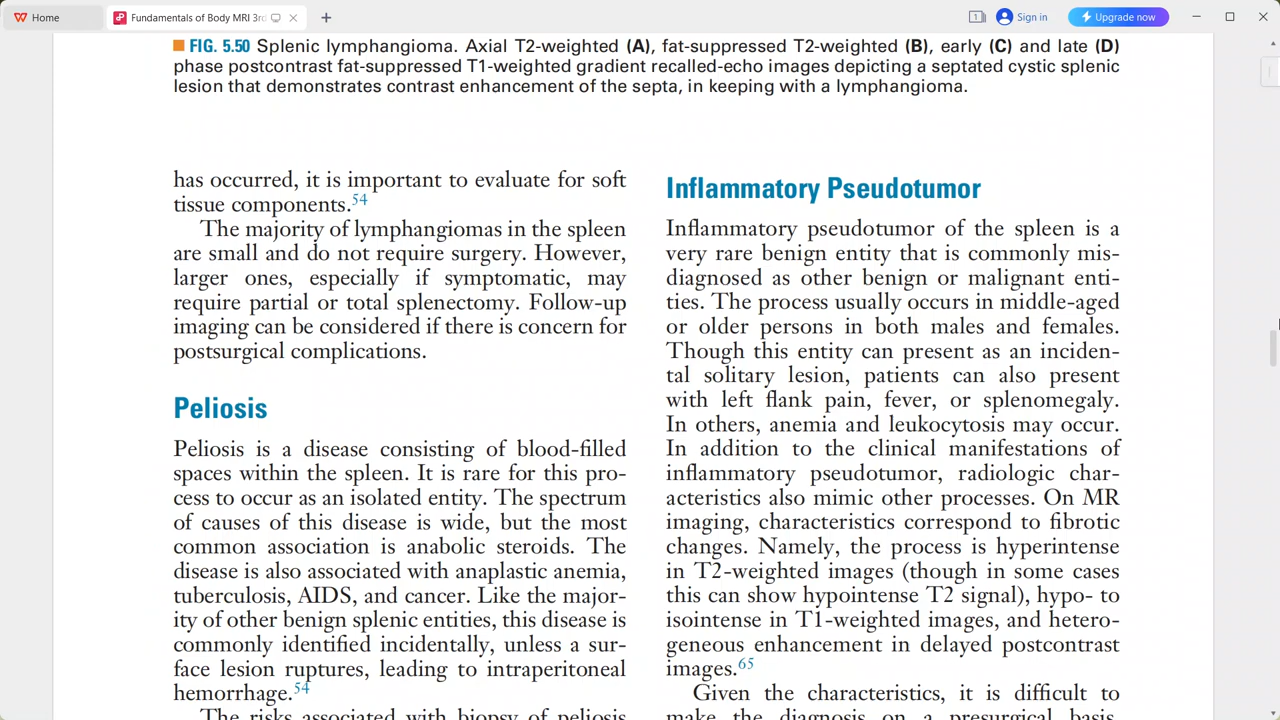 Home
Fundamentals of Body MRI 3rd
Sign in
Upgrade now
FIG. 5.50 Splenic lymphangioma. Axial T2-weighted (A), fat-suppressed T2-weighted (B), early (C) and late (D)
phase postcontrast fat-suppressed T1-weighted gradient recalled-echo images depicting a septated cystic splenic
lesion that demonstrates contrast enhancement of the septa, in keeping with a lymphangioma.
has occurred, it is important to evaluate for soft
tissue components.54
The majority of lymphangiomas in the spleen
are small and do not require surgery. However,
larger ones, especially if symptomatic, may
require partial or total splenectomy. Follow-up
imaging can be considered if there is concern for
postsurgical complications.
Peliosis
Peliosis is a disease consisting of blood-filled
spaces within the spleen. It is rare for this pro-
cess to occur as an isolated entity. The spectrum
of causes of this disease is wide, but the most
common association is anabolic steroids. The
disease is also associated with anaplastic anemia,
tuberculosis, AIDS, and cancer. Like the major-
ity of other benign splenic entities, this disease is
commonly identified incidentally, unless a sur-
face lesion ruptures, leading to intraperitoneal
hemorrhage.54
The risks associated with biopsy of peliosis
Inflammatory Pseudotumor
Inflammatory pseudotumor of the spleen is a
very rare benign entity that is commonly mis-
diagnosed as other benign or malignant enti-
ties. The process usually occurs in middle-aged
or older persons in both males and females.
Though this entity can present as an inciden-
tal solitary lesion, patients can also present
with left flank pain, fever, or splenomegaly.
In others, anemia and leukocytosis may occur.
In addition to the clinical manifestations of
inflammatory pseudotumor, radiologic char-
acteristics also mimic other processes. On MR
imaging, characteristics correspond to fibrotic
changes. Namely, the process is hyperintense
in T2-weighted images (though in some cases
this can show hypointense T2 signal), hypo- to
isointense in T1-weighted images, and hetero-
geneous enhancement in delayed postcontrast
images.65
Given the characteristics, it is difficult to
make the diagnosis on a presurgical basis.